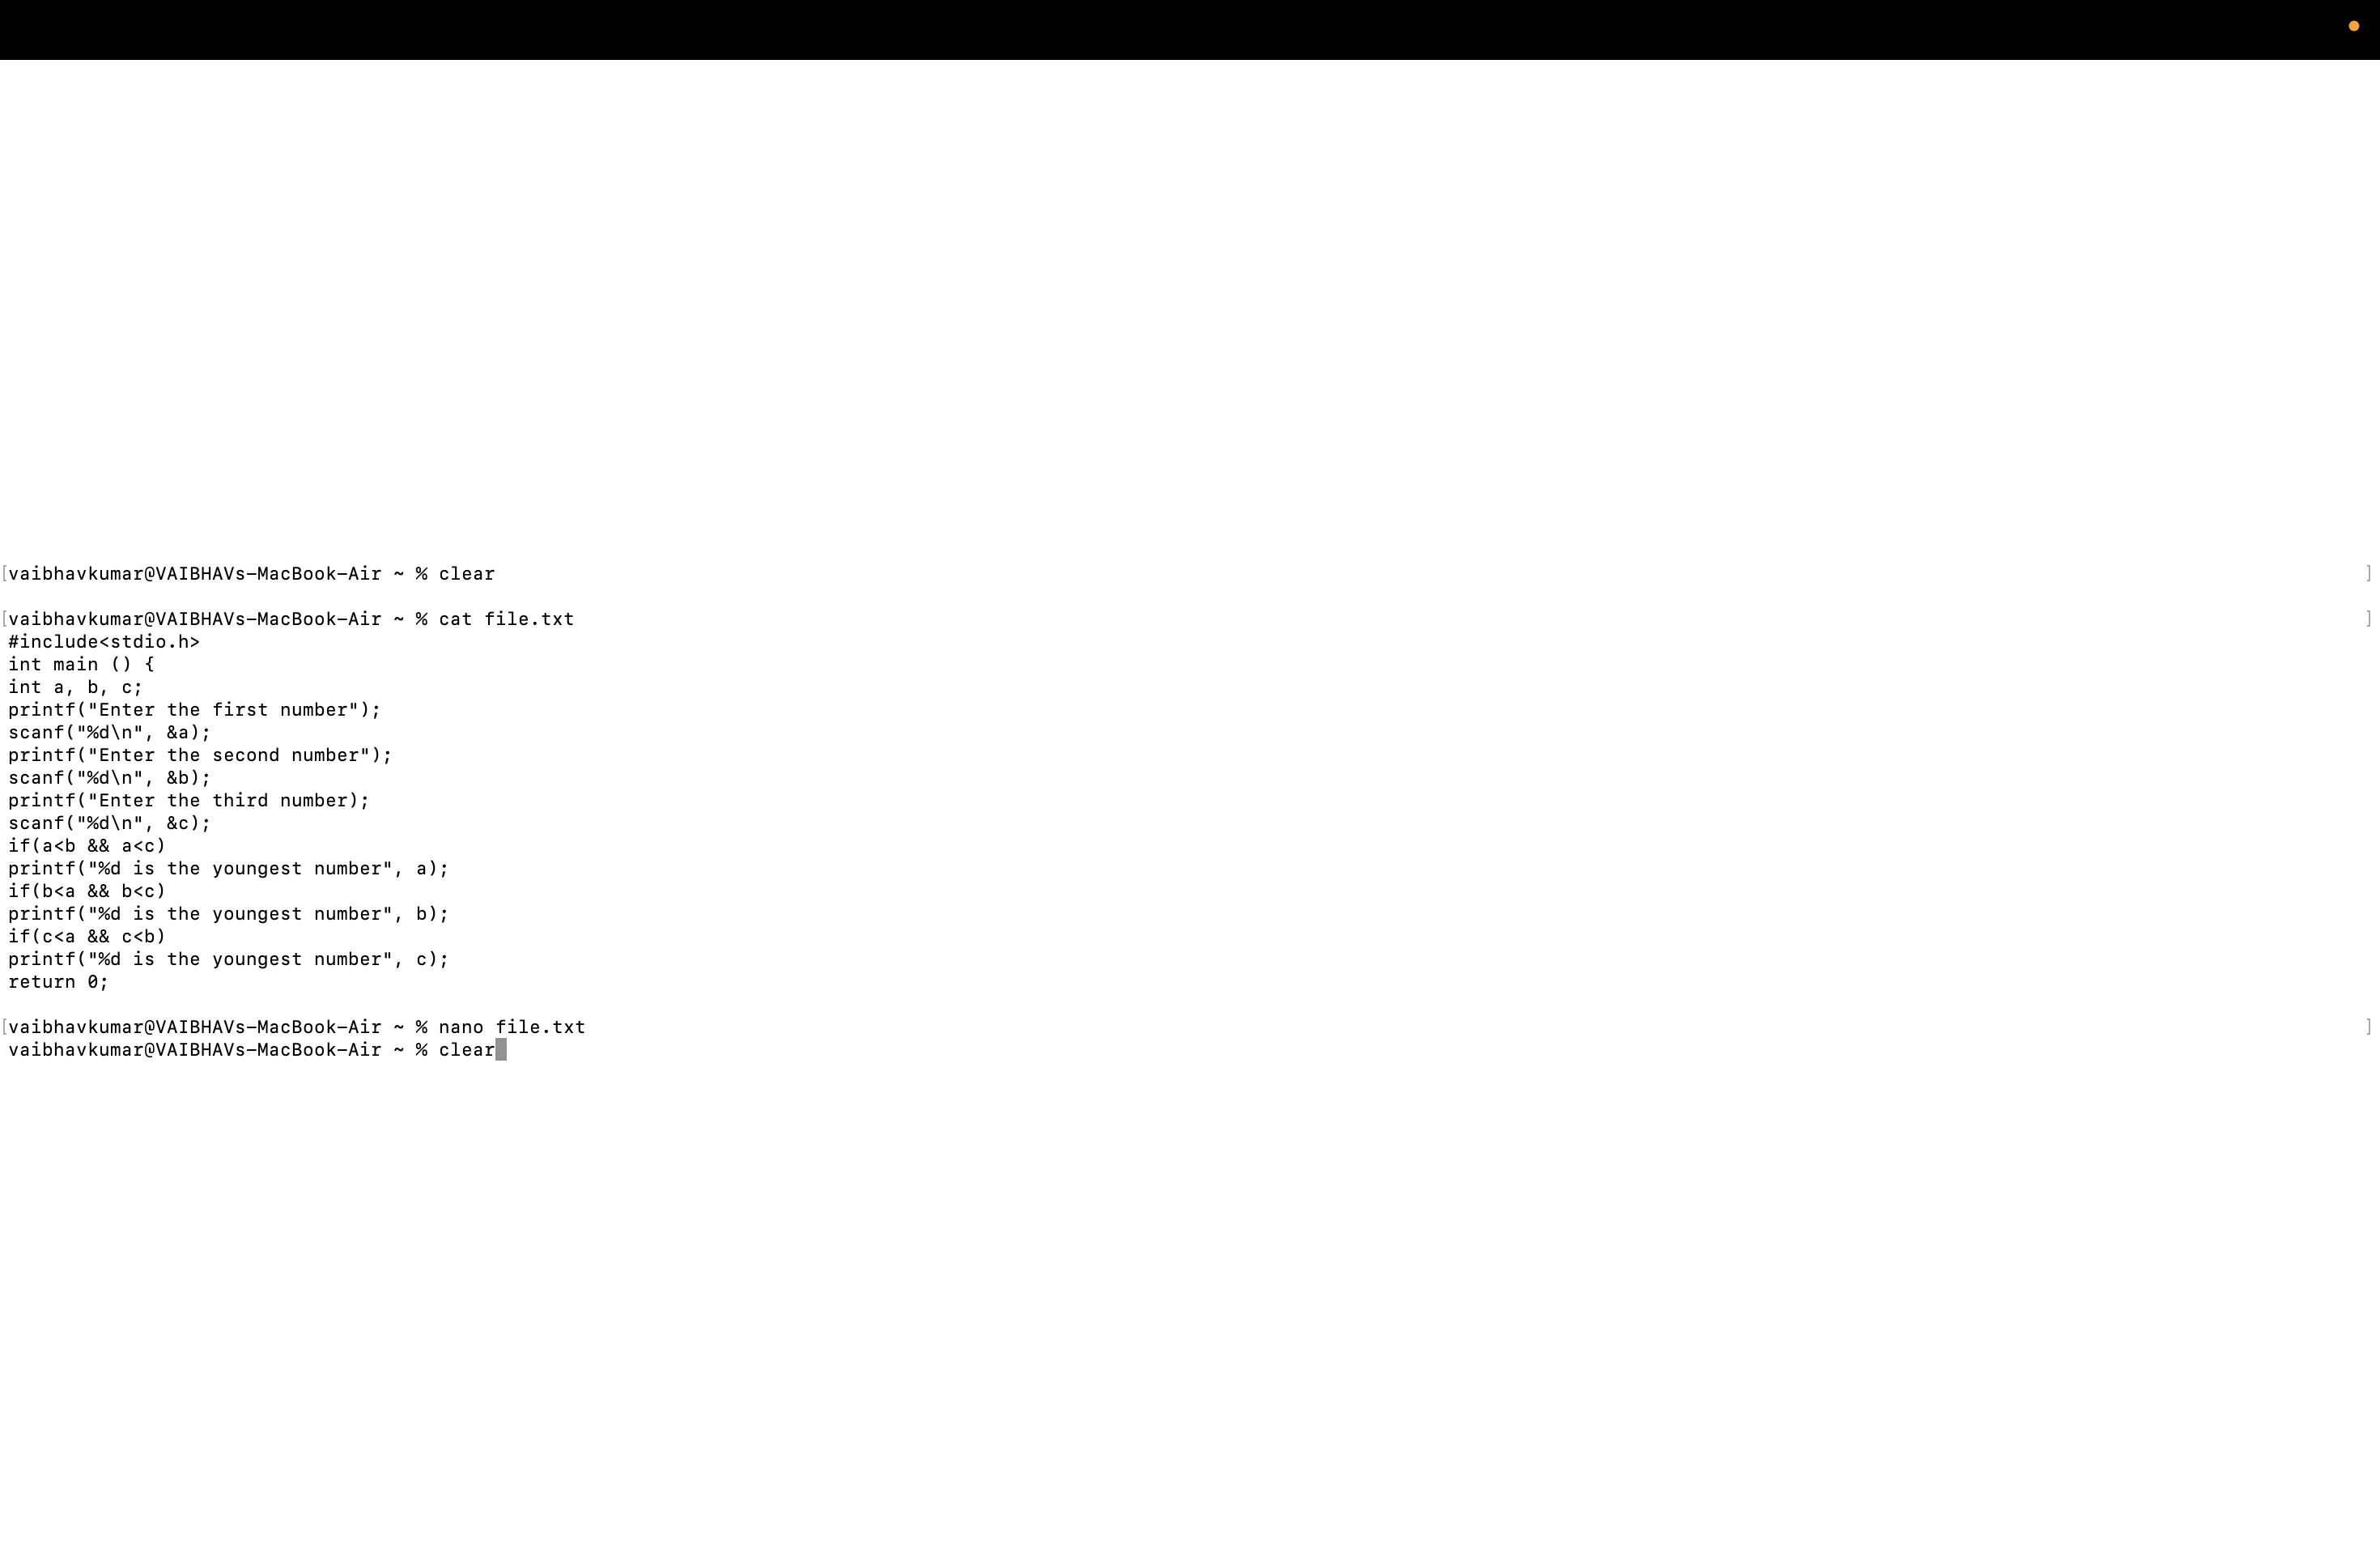 [vaibhavkumar@VAIBHAVs-MacBook-Air ~ % clear ]
[vaibhavkumar@VAIBHAVs-MacBook-Air ~ % cat file.txt ]
#include<stdio.h>
int main () {
int a, b, c;
printf("Enter the first number");
scanf("%d\n", &a);
printf("Enter the second number");
scanf("%d\n", &b);
printf("Enter the third number);
scanf("%d\n", &c);
if(a<b && a<c)
printf("%d is the youngest number", a);
if(b<a && b<c)
printf("%d is the youngest number", b);
if(c<a && c<b)
printf("%d is the youngest number", c);
return 0;
[vaibhavkumar@VAIBHAVs-MacBook-Air ~ % nano file.txt ]
vaibhavkumar@VAIBHAVs-MacBook-Air ~ % clear